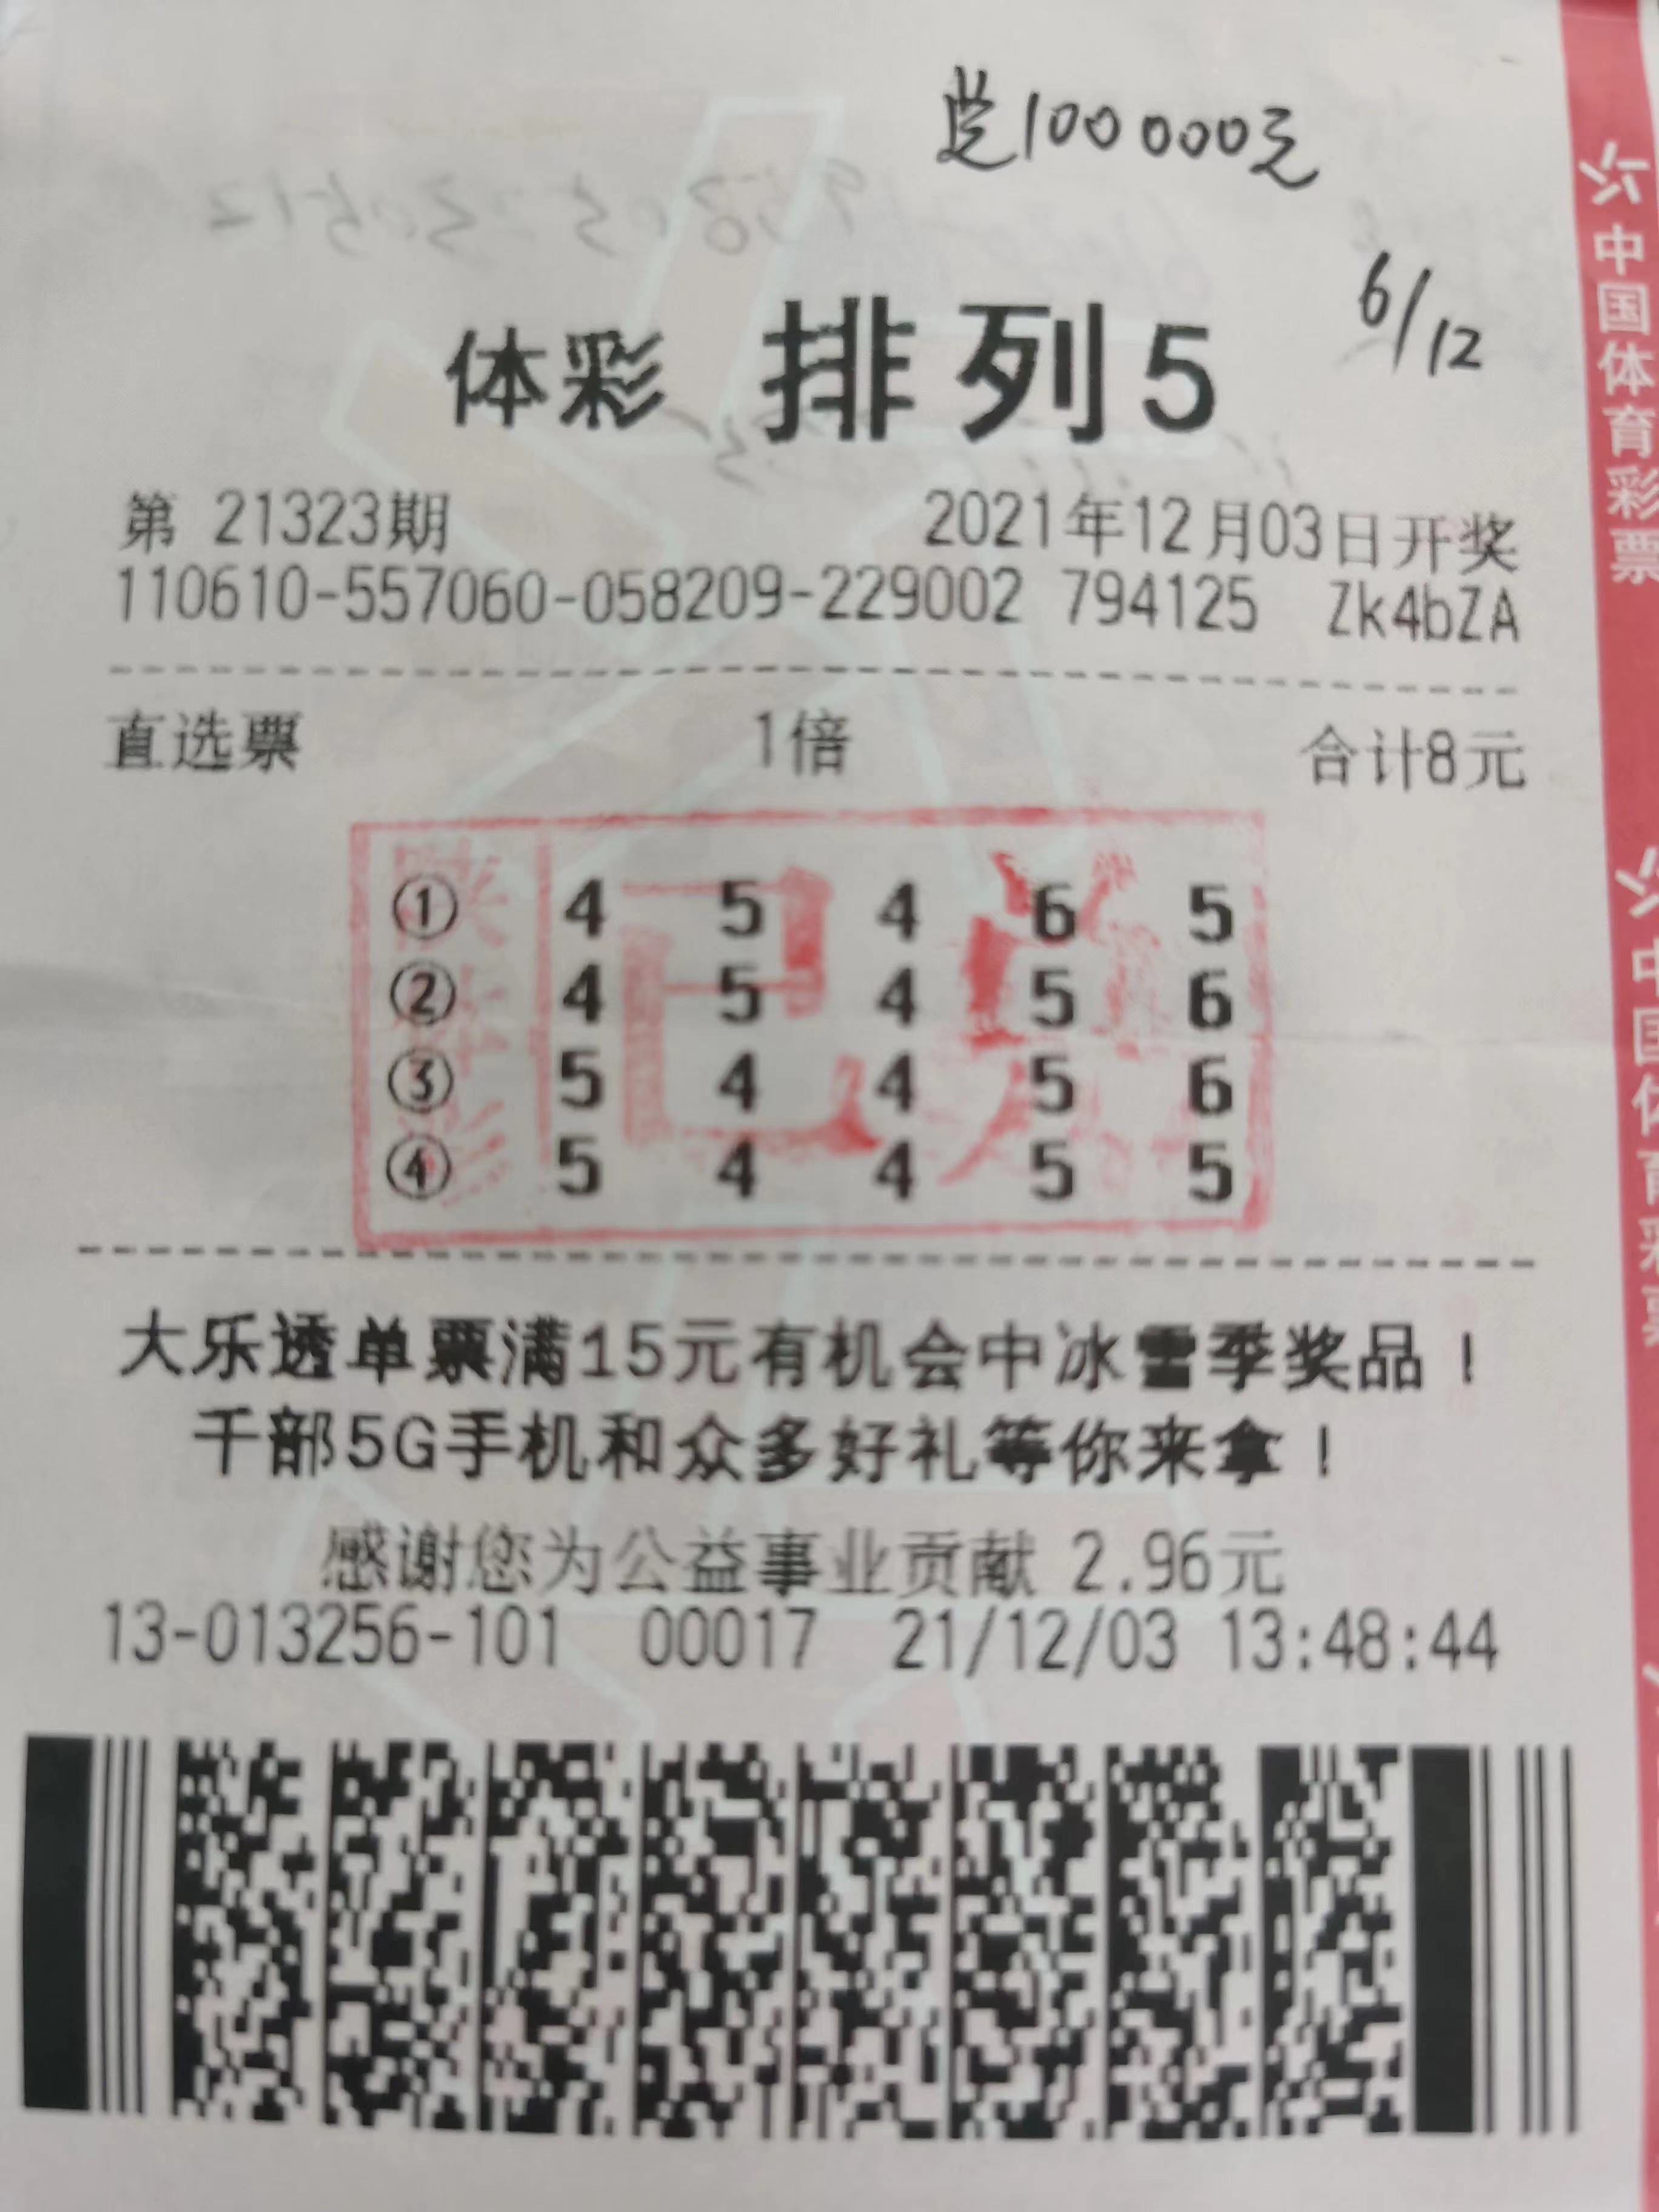 兰100000元
6/12
体彩 排列5
第 21323期 2021年12月03日开奖
110610-557060-058209-229002 794125 Zk4bZA
直选票 1倍 合计8元
① 4 5 4 6 5
② 4 5 4 5 6
③ 5 4 4 5 6
④ 5 4 4 5 5
已兑
大乐透单票满15元有机会中冰雪季奖品!
千部5G手机和众多好礼等你来拿!
感谢您为公益事业贡献 2.96元
13-013256-101 00017 21/12/03 13:48:44
中国体育彩票
中国体育彩票